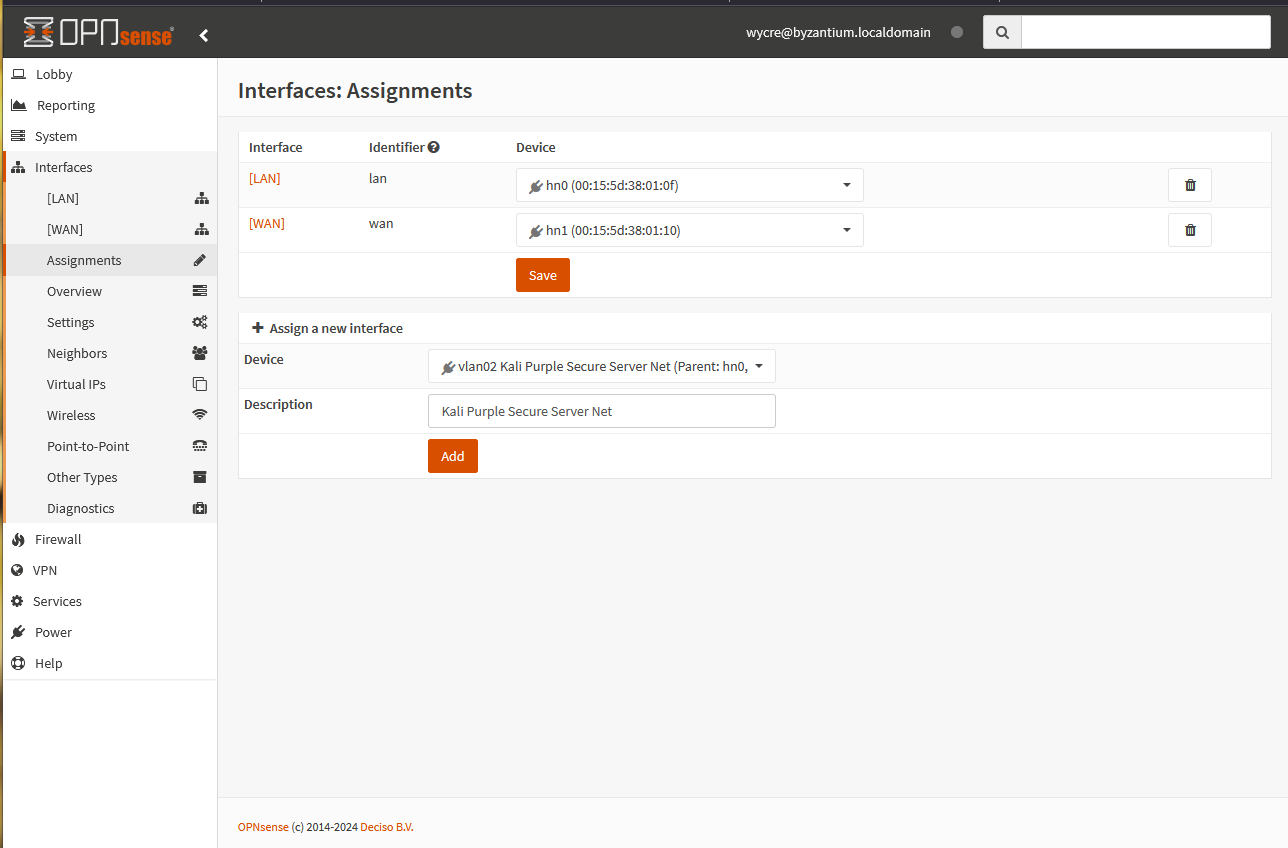 OPNsense®
wycre@byzantium.localdomain
Lobby
Reporting
System
Interfaces
[LAN]
[WAN]
Assignments
Overview
Settings
Neighbors
Virtual IPs
Wireless
Point-to-Point
Other Types
Diagnostics
Firewall
VPN
Services
Power
Help
Interfaces: Assignments
Interface Identifier Device
[LAN] lan hn0 (00:15:5d:38:01:0f)
[WAN] wan hn1 (00:15:5d:38:01:10)
Save
Assign a new interface
Device vlan02 Kali Purple Secure Server Net (Parent: hn0,
Description Kali Purple Secure Server Net
Add
OPNsense (c) 2014-2024 Deciso B.V.